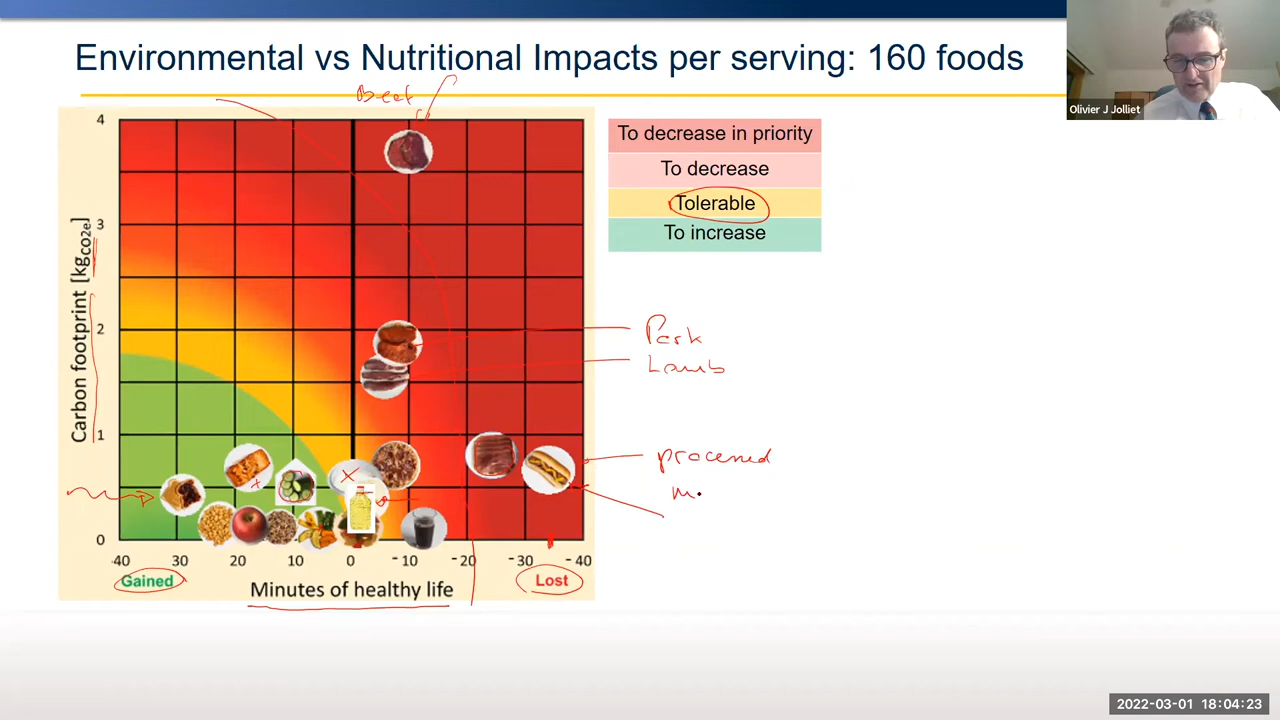 Environmental vs Nutritional Impacts per serving: 160 foods
Olivier J Jolliet
Beef
4
3
2
1
0
Carbon footprint [kgCO2e]
To decrease in priority
To decrease
Tolerable
To increase
Pork
Lamb
processed
m
40 30 20 10 0 -10 -20 -30 -40
Gained
Minutes of healthy life
Lost
2022-03-01 18:04:23